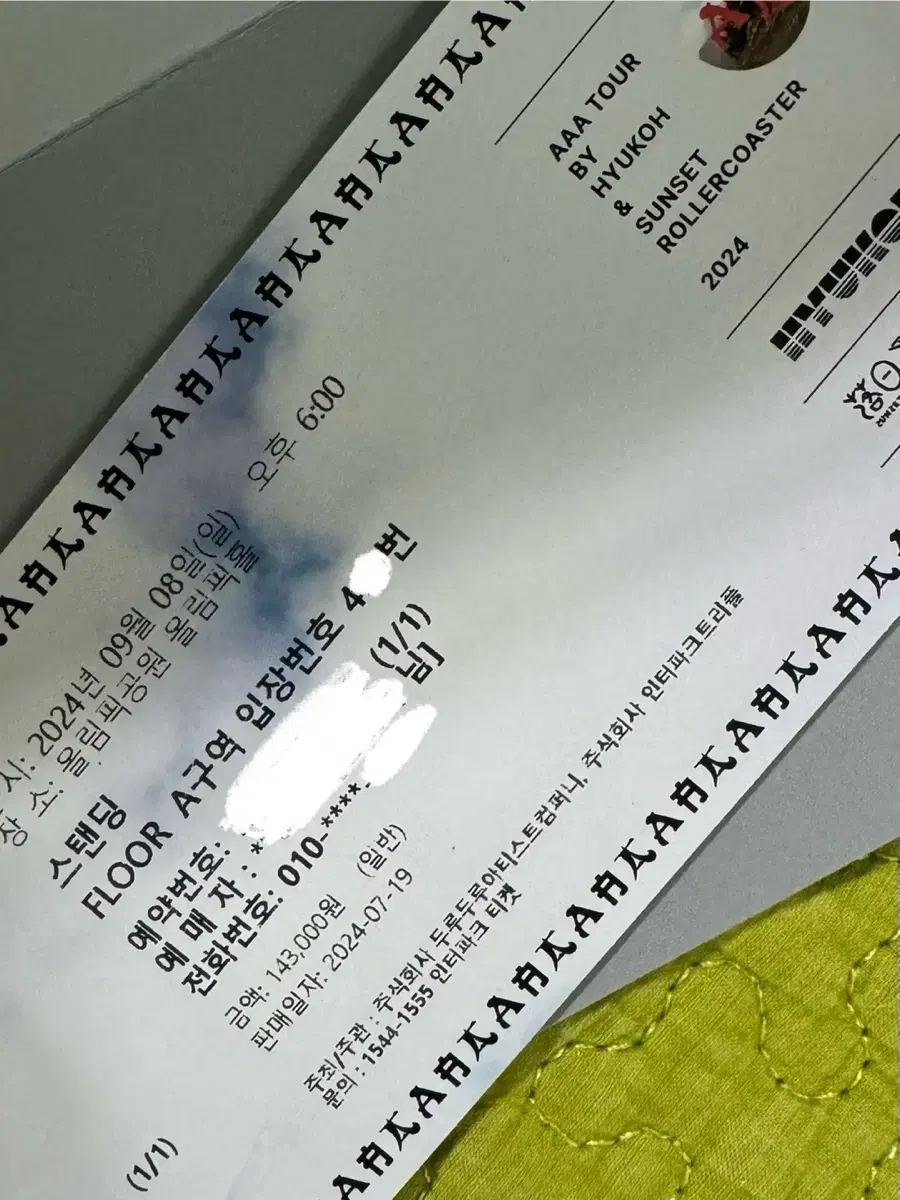 AAA TOUR
BY
HYUKOH
&
SUNSET
ROLLERCOASTER
2024
HYUKOH
시: 2024년 09월 08일(일) 오후 6:00
장 소: 올림픽공원 올림픽홀
스탠딩
FLOOR A구역 입장번호 4 번
(1/1)
예약번호:
예 매 자 : * 님
전화번호: 010-****-
금액: 143,000원 (일반)
판매일자: 2024-07-19
주최/주관 : 주식회사 두루두루아티스트컴퍼니, 주식회사 인터파크트리플
문의 : 1544-1555 인터파크 티켓
(1/1)